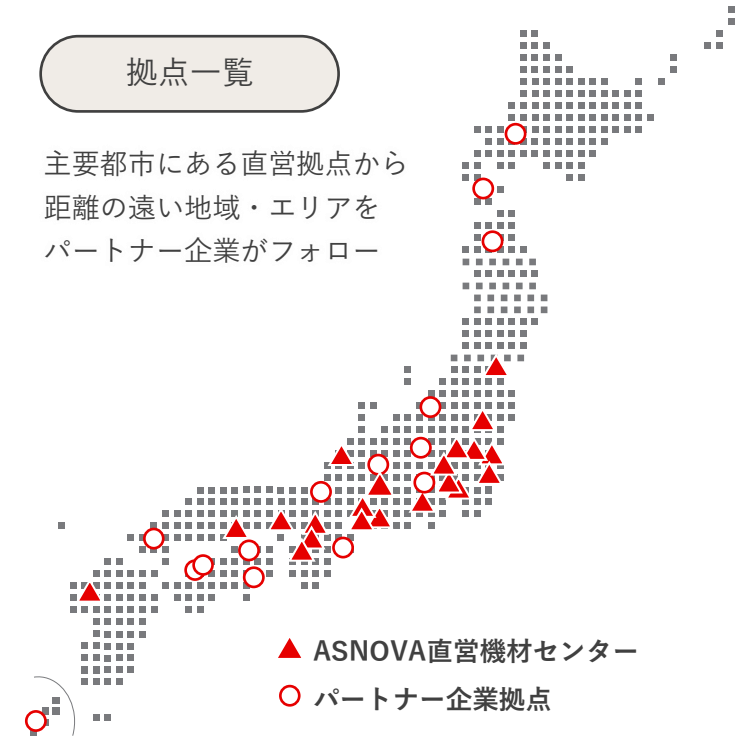 拠点一覧
主要都市にある直営拠点から
距離の遠い地域・エリアを
パートナー企業がフォロー
ASNOVA直営機材センター
パートナー企業拠点